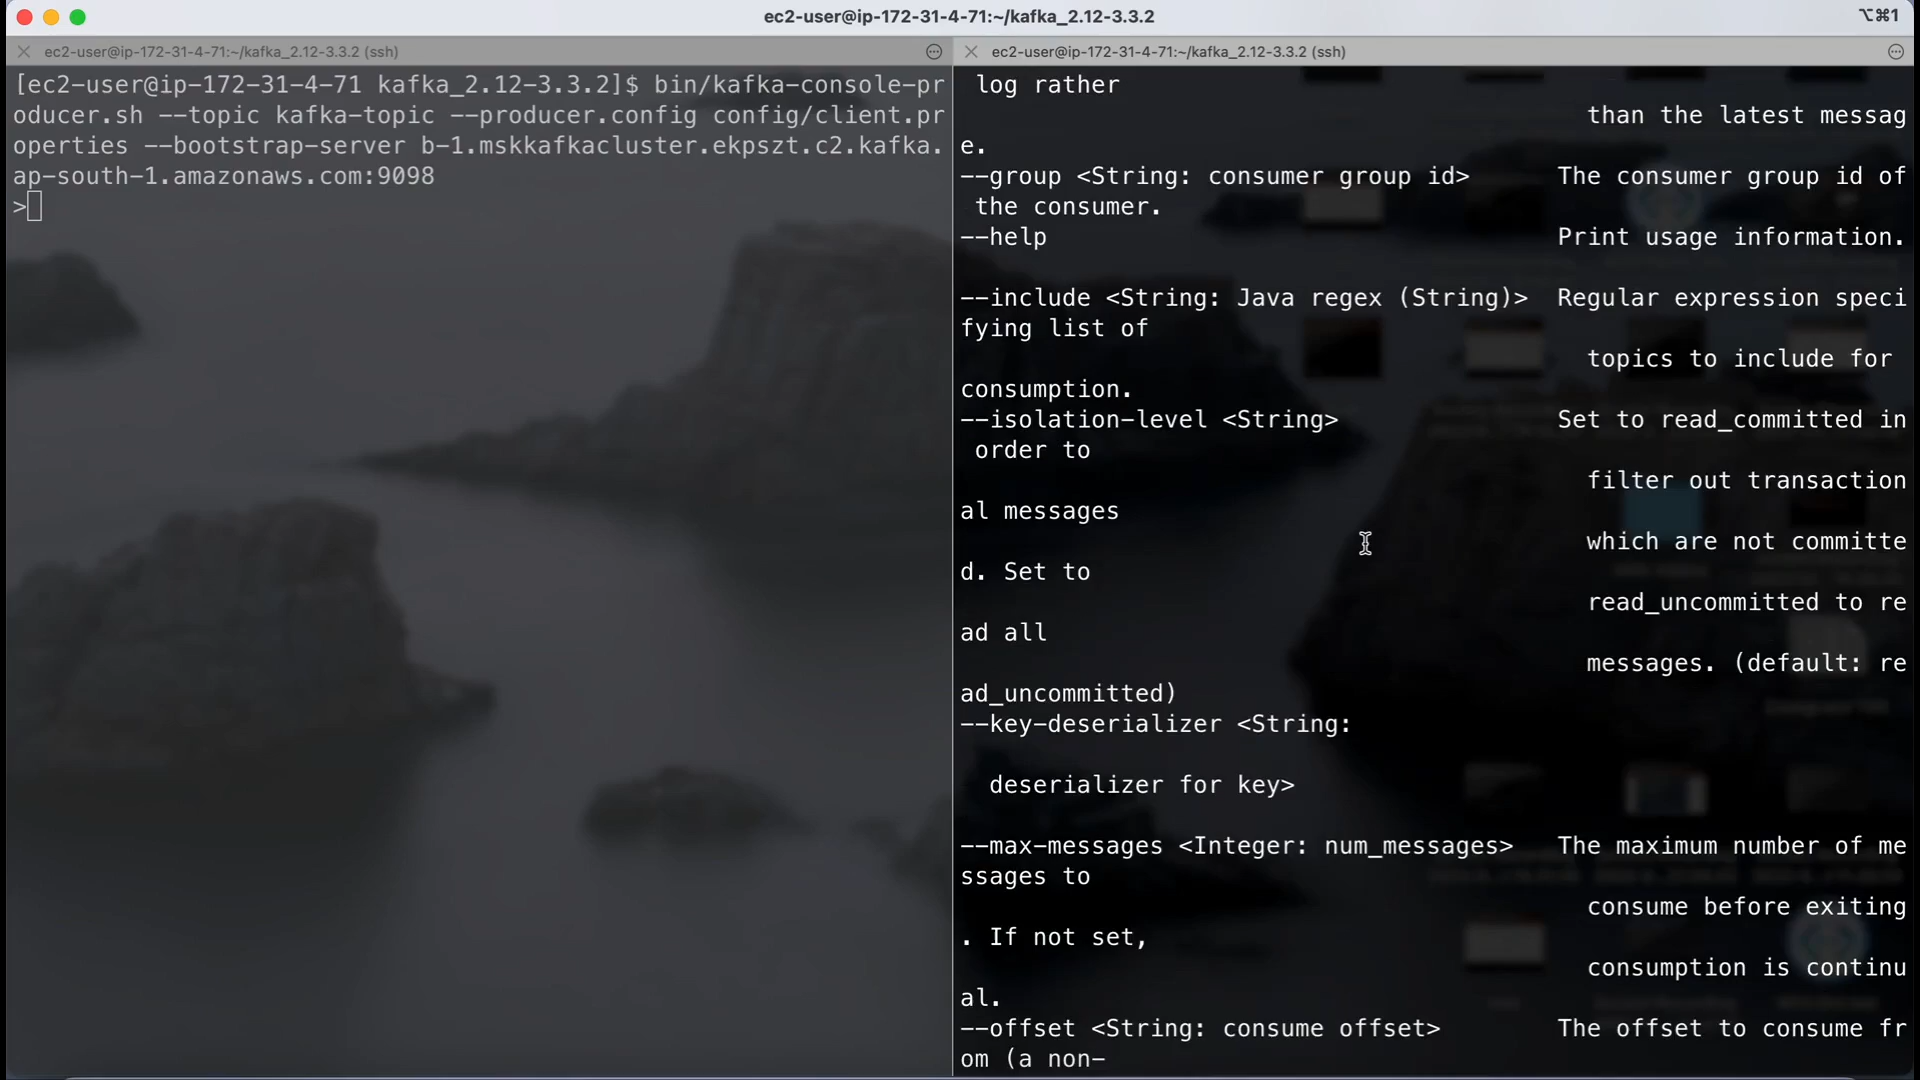 ec2-user@ip-172-31-4-71:~/kafka_2.12-3.3.2
⌥⌘1
ec2-user@ip-172-31-4-71:~/kafka_2.12-3.3.2 (ssh)
[ec2-user@ip-172-31-4-71 kafka_2.12-3.3.2]$ bin/kafka-console-pr
oducer.sh --topic kafka-topic --producer.config config/client.pr
operties --bootstrap-server b-1.mskkafkacluster.ekpszt.c2.kafka.
ap-south-1.amazonaws.com:9098
>
ec2-user@ip-172-31-4-71:~/kafka_2.12-3.3.2 (ssh)
log rather
than the latest messag
e.
--group <String: consumer group id> The consumer group id of
the consumer.
--help Print usage information.
--include <String: Java regex (String)> Regular expression speci
fying list of
topics to include for
consumption.
--isolation-level <String> Set to read_committed in
order to
filter out transaction
al messages
which are not committe
d. Set to
read_uncommitted to re
ad all
messages. (default: re
ad_uncommitted)
--key-deserializer <String:
deserializer for key>
--max-messages <Integer: num_messages> The maximum number of me
ssages to
consume before exiting
. If not set,
consumption is continu
al.
--offset <String: consume offset> The offset to consume fr
om (a non-